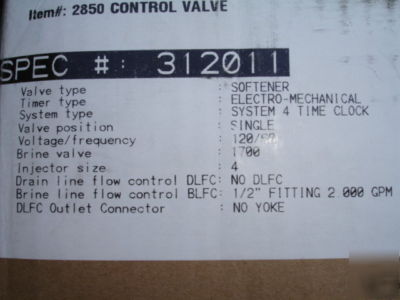 Item#: 2850 CONTROL VALVE
SPEC #: 312011
Valve type : SOFTENER
Timer type : ELECTRO-MECHANICAL
System type : SYSTEM 4 TIME CLOCK
Valve position : SINGLE
Voltage/frequency : 120/60
Brine valve : 1700
Injector size : 4
Drain line flow control DLFC: NO DLFC
Brine line flow control BLFC: 1/2" FITTING 2.000 GPM
DLFC Outlet Connector : NO YOKE